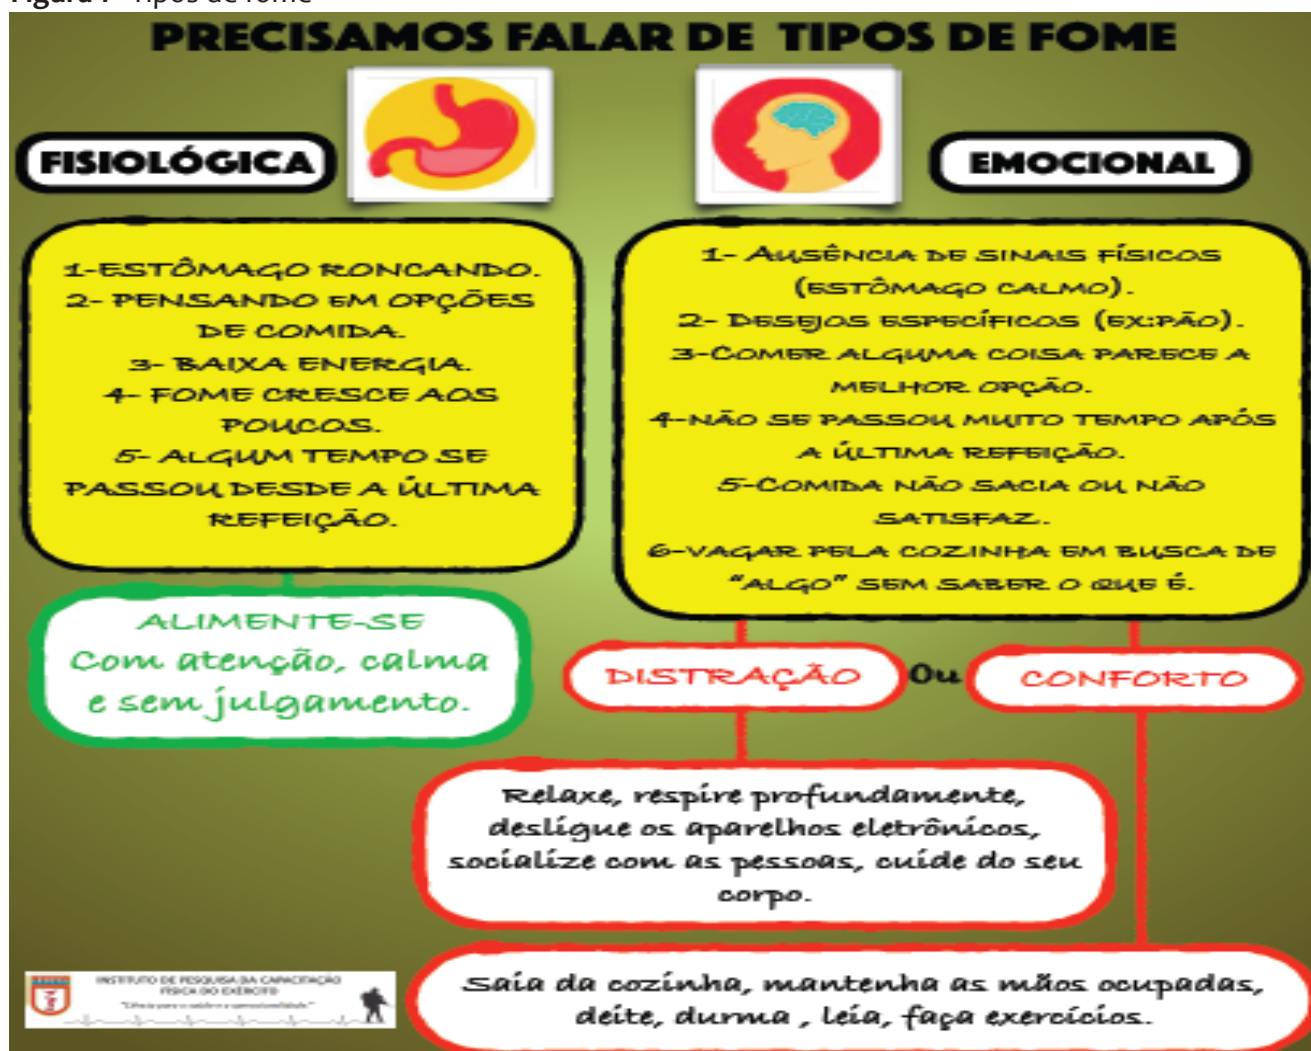 PRECISAMOS FALAR DE TIPOS DE FOME
FISIOLÓGICA
1-ESTÔMAGO RONCANDO.
2- PENSANDO EM OPÇÕES
DE COMIDA.
3- BAIXA ENERGIA.
4- FOME CRESCE AOS
POUCOS.
5- ALGUM TEMPO SE
PASSOU DESDE A ÚLTIMA
REFEIÇÃO.
ALIMENTE-SE
Com atenção, calma
e sem julgamento.
EMOCIONAL
1- AUSÊNCIA DE SINAIS FÍSICOS
(ESTÔMAGO CALMO).
2- DESEJOS ESPECÍFICOS (EX:PÃO).
3-COMER ALGUMA COISA PARECE A
MELHOR OPÇÃO.
4-NÃO SE PASSOU MUITO TEMPO APÓS
A ÚLTIMA REFEIÇÃO.
5-COMIDA NÃO SACIA OU NÃO
SATISFAZ.
6-VAGAR PELA COZINHA EM BUSCA DE
"ALGO" SEM SABER O QUE É.
DISTRAÇÃO Ou CONFORTO
Relaxe, respire profundamente,
desligue os aparelhos eletrônicos,
socialize com as pessoas, cuide do seu
corpo.
Saia da cozinha, mantenha as mãos ocupadas,
deite, durma , leia, faça exercícios.
INSTITUTO DE PESQUISA DA CAPACITAÇÃO
FÍSICA DO EXÉRCITO
"Ciência para a saúde e a operacionalidade."